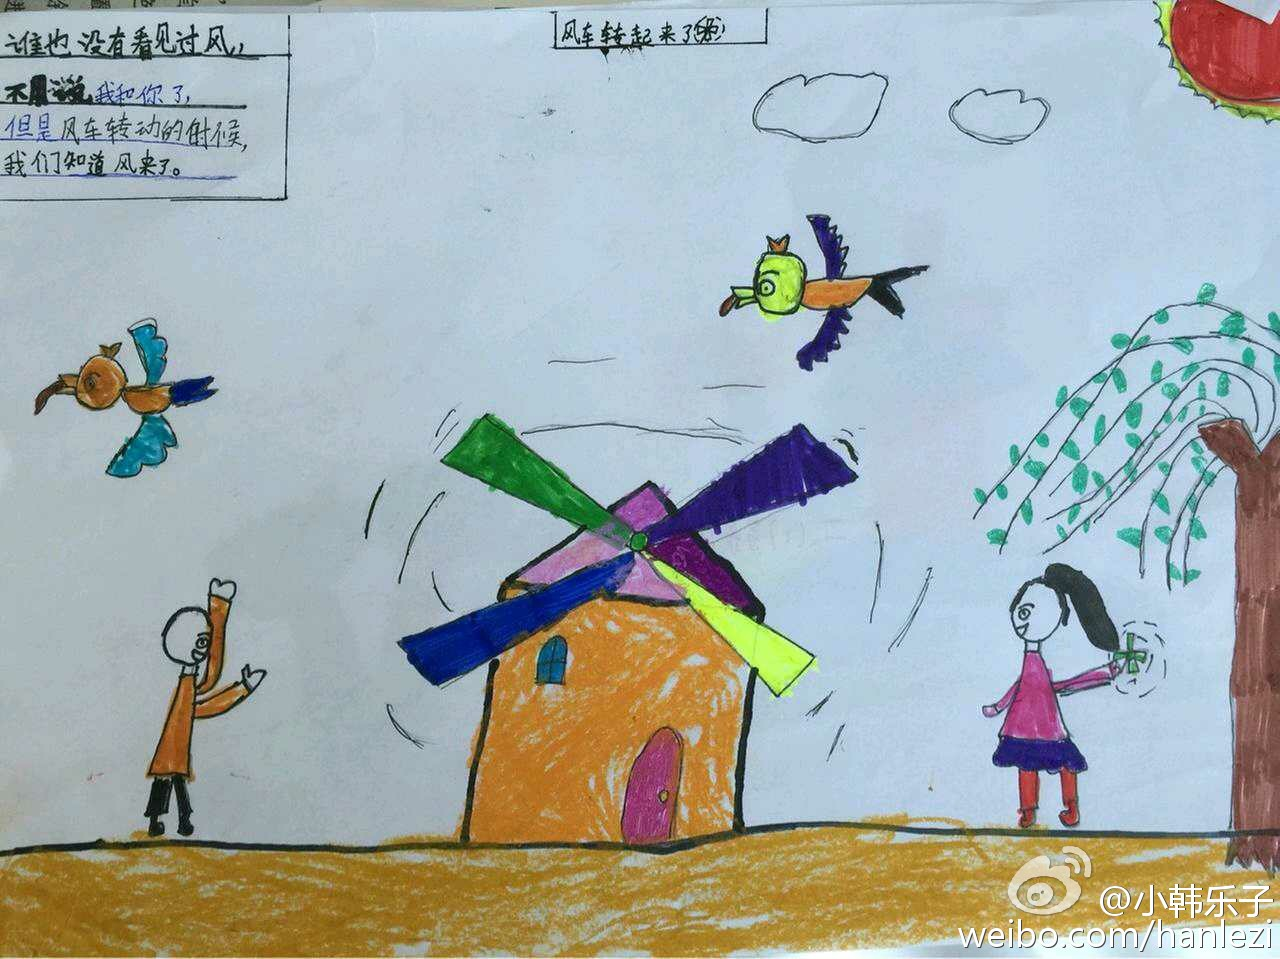 谁也没有看见过风，
不 说我和你了，
但是风车转动的时候，
我们知道风来了。
风车转起来了
@小韩乐子
weibo.com/hanlezi